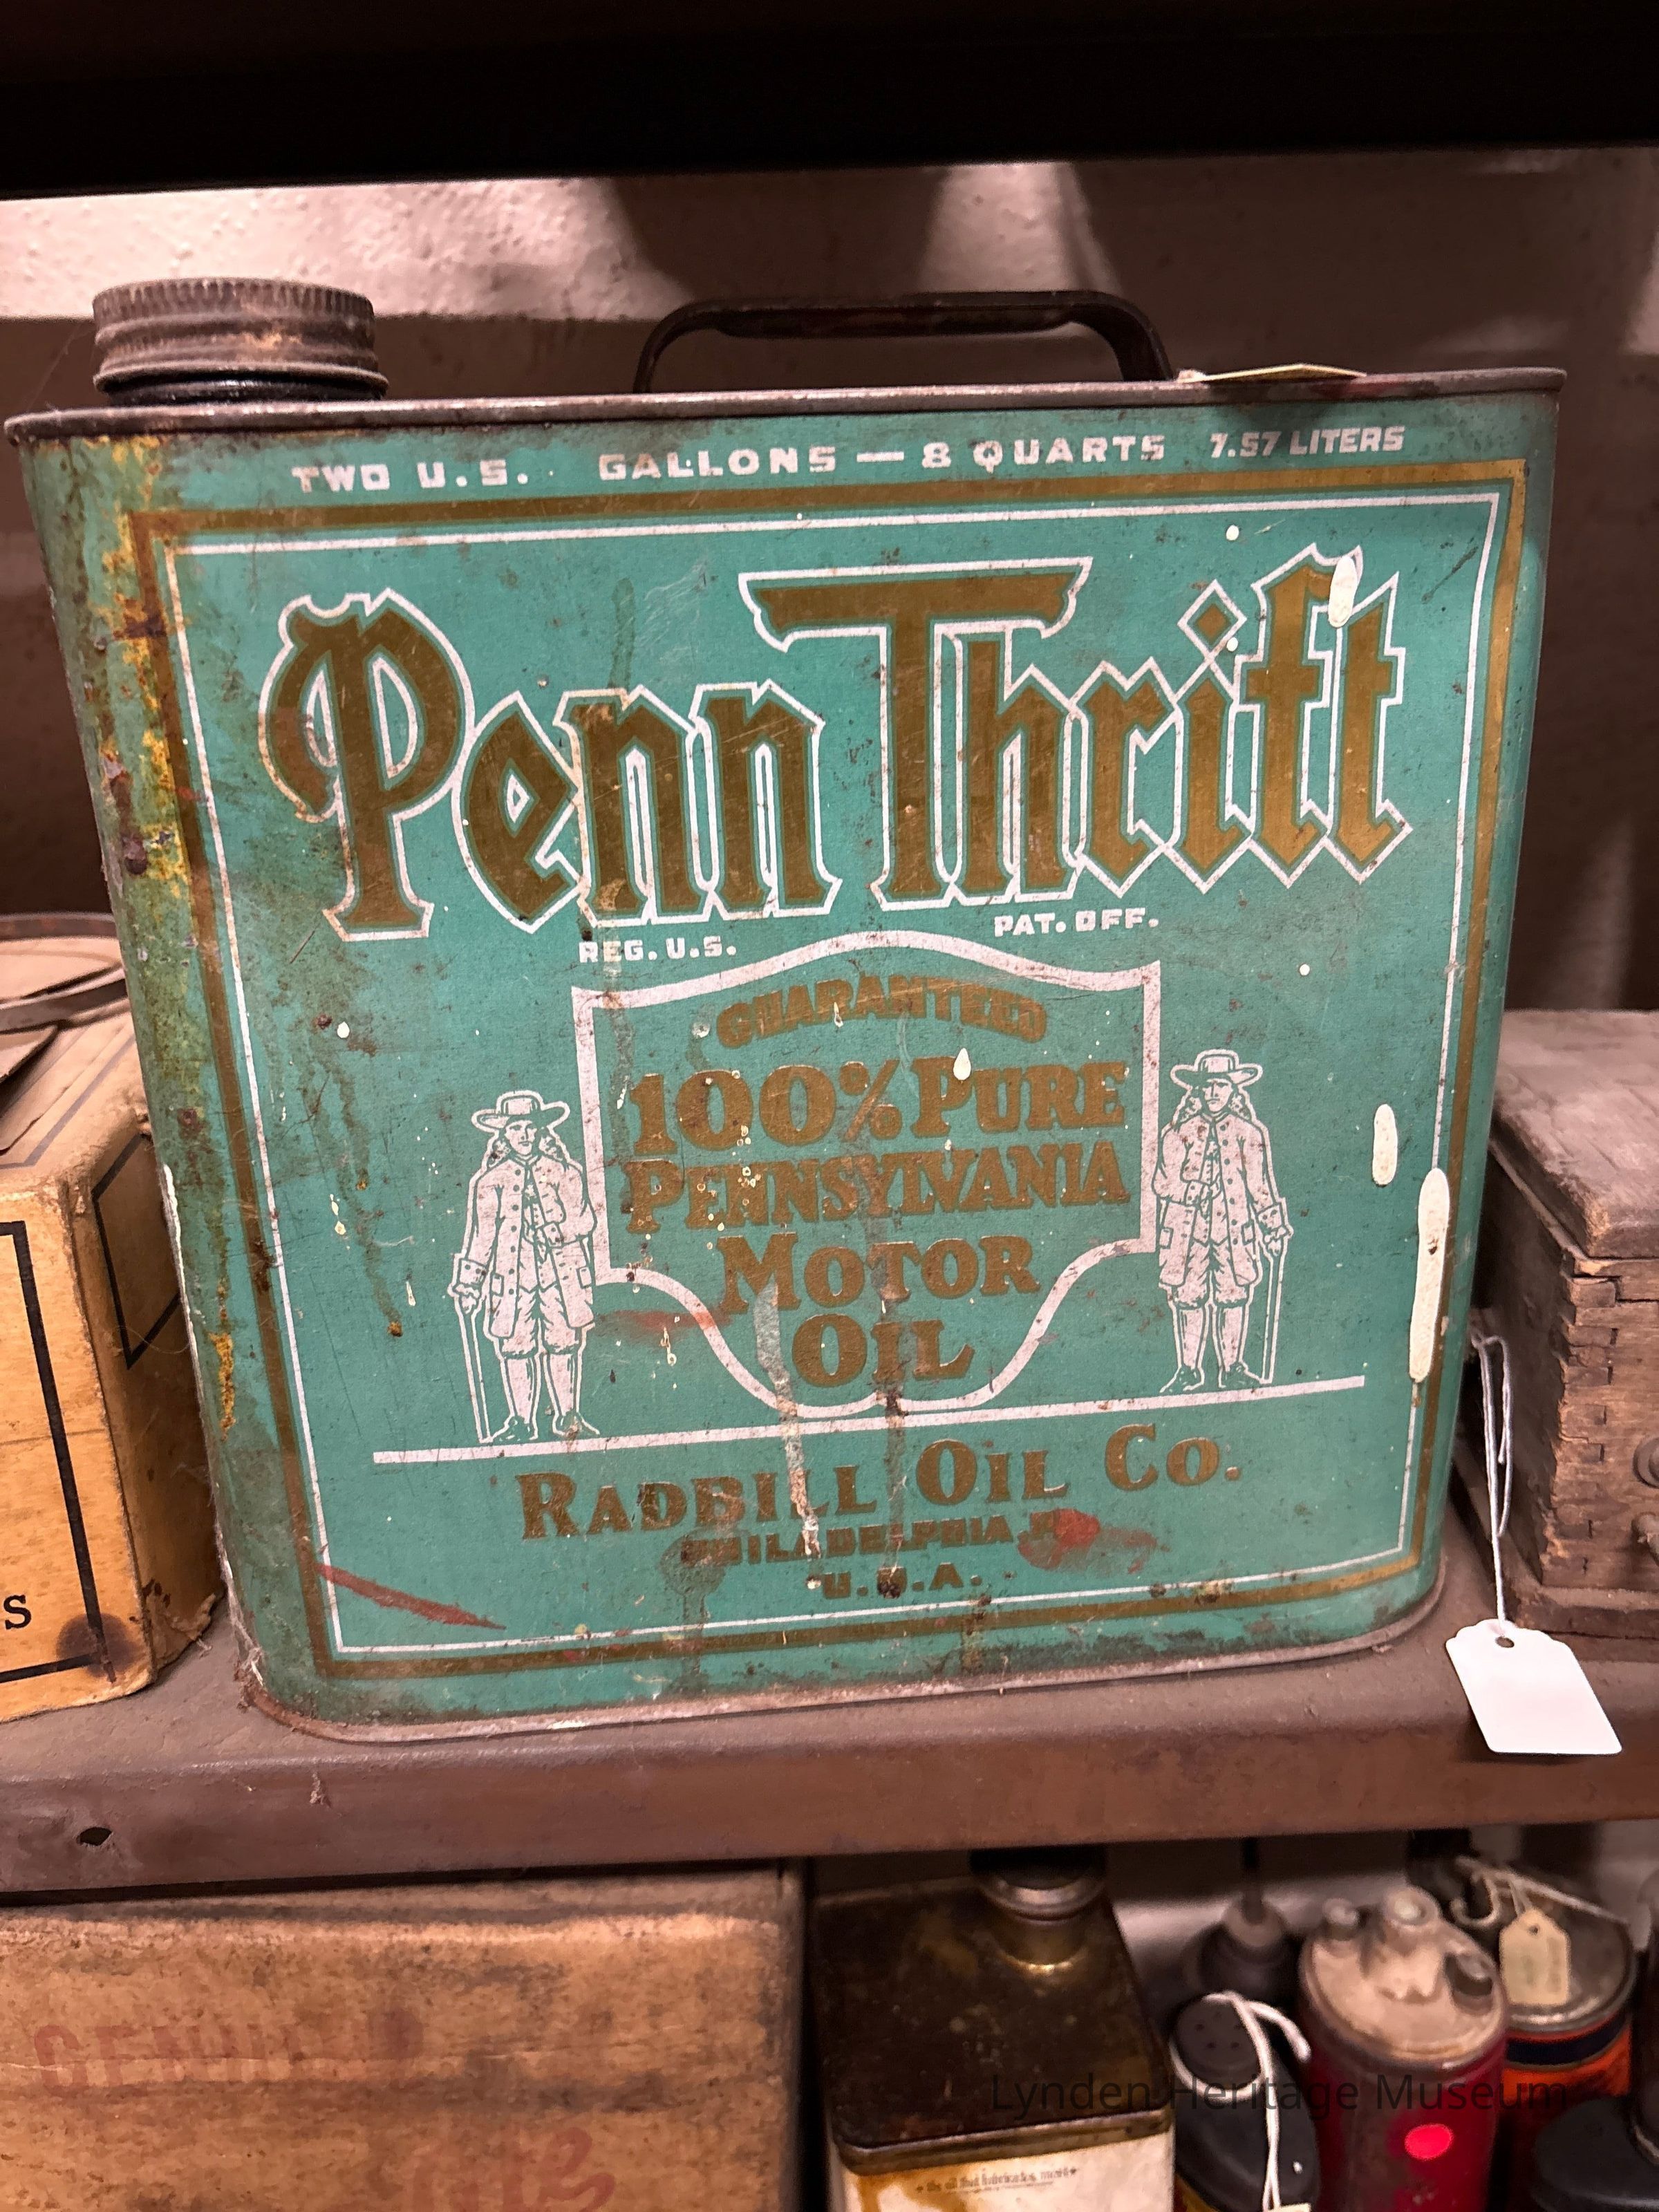 TWO U.S. GALLONS — 8 QUARTS 7.57 LITERS
Penn Thrift
REG. U.S. PAT. OFF.
GUARANTEED
100% PURE
PENNSYLVANIA
MOTOR
OIL
RADBILL OIL CO.
PHILADELPHIA
U.S.A.
S
Lynden Heritage Museum